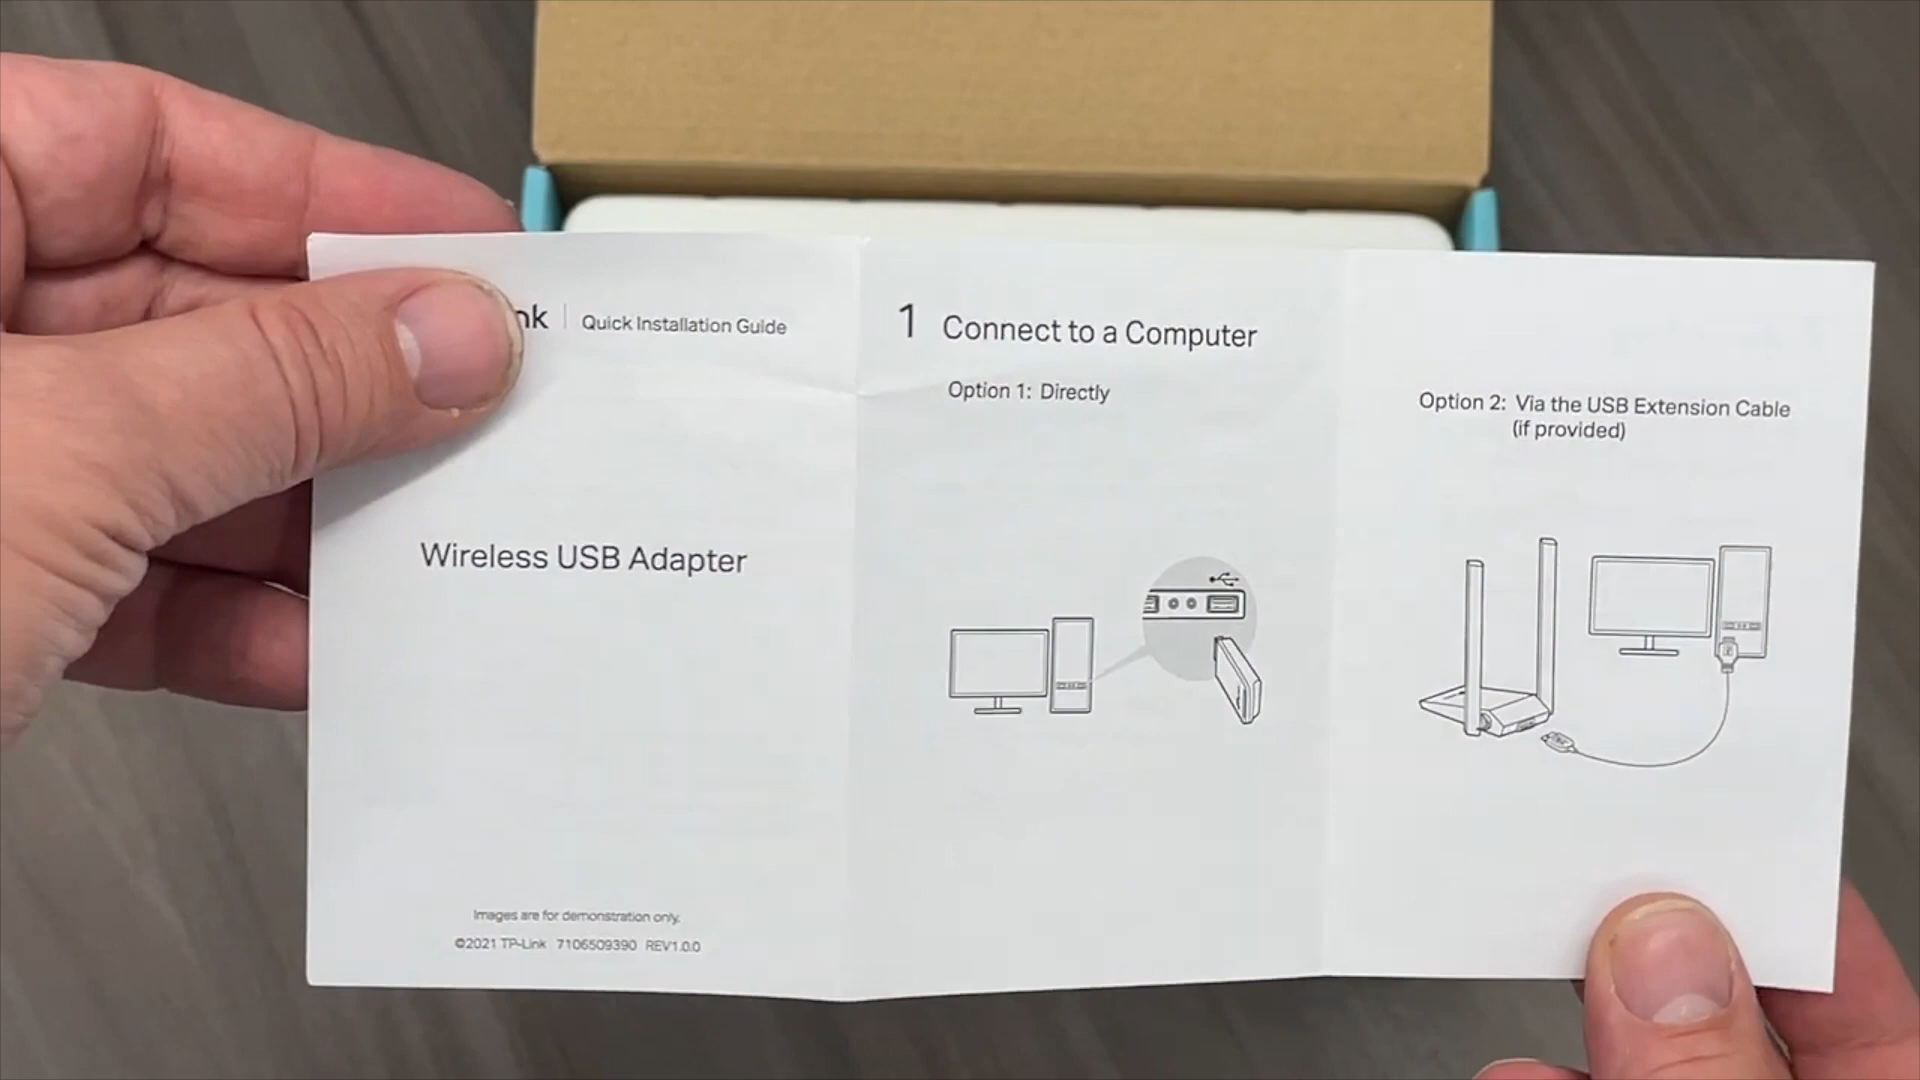 Quick Installation Guide
Wireless USB Adapter
Images are for demonstration only.
©2021 TP-Link 7106509390 REV1.0.0
1 Connect to a Computer
Option 1: Directly
Option 2: Via the USB Extension Cable
(if provided)